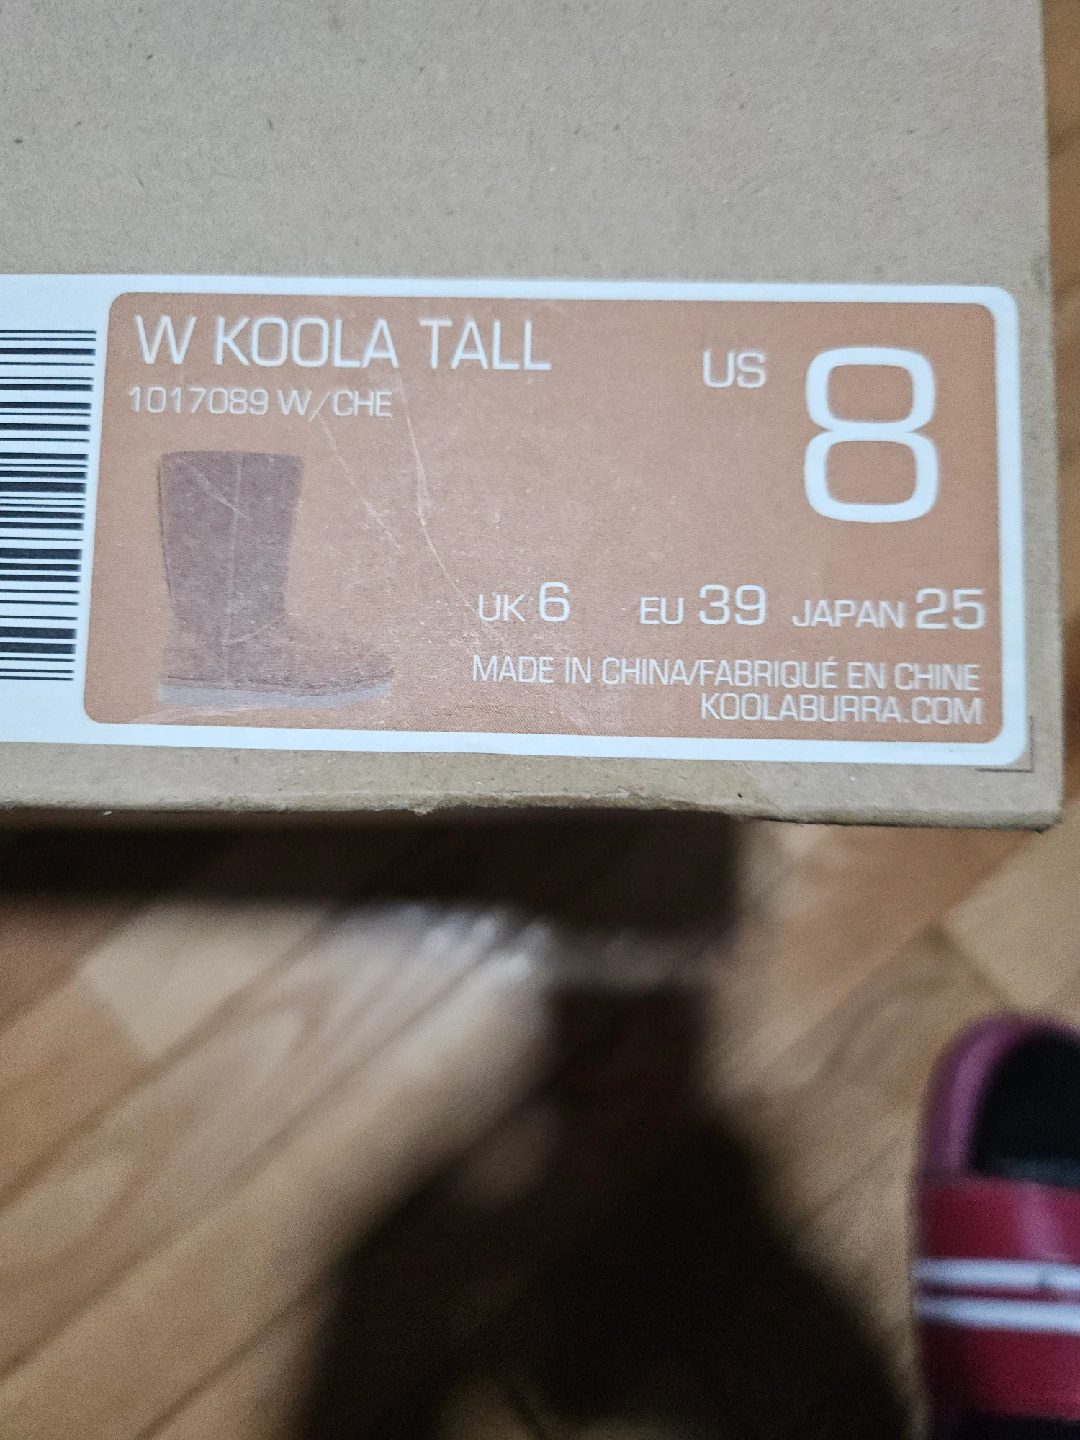 W KOOLA TALL
1017089 W/CHE
US 8
UK 6 EU 39 JAPAN 25
MADE IN CHINA/FABRIQUÉ EN CHINE
KOOLABURRA.COM